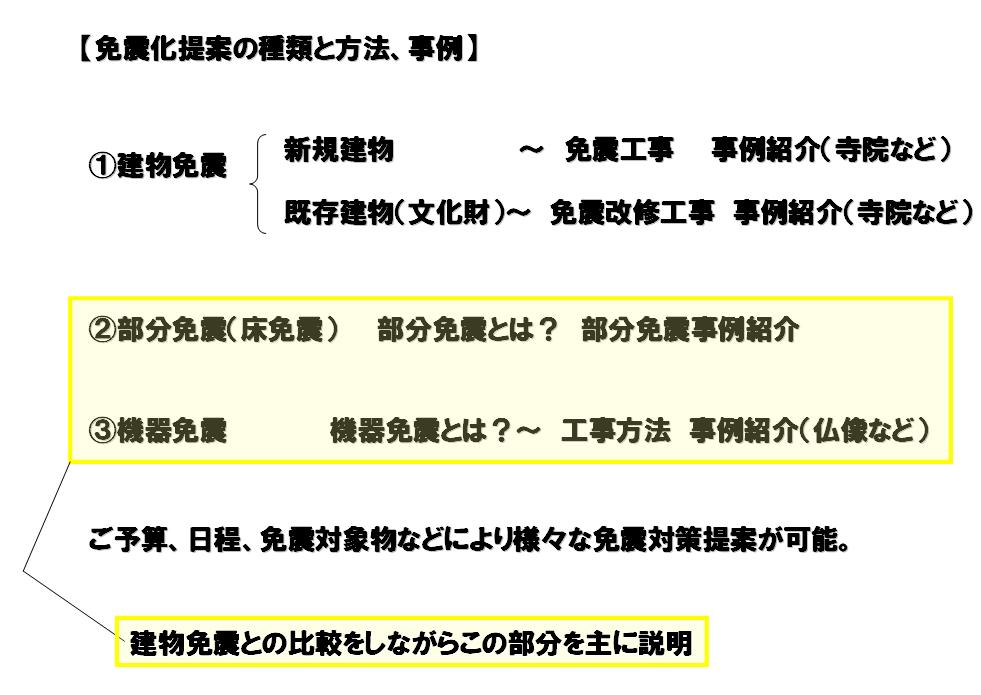 【免震化提案の種類と方法、事例】
①建物免震
新規建物 ～ 免震工事 事例紹介（寺院など）
既存建物（文化財）～ 免震改修工事 事例紹介（寺院など）
②部分免震（床免震） 部分免震とは？ 部分免震事例紹介
③機器免震 機器免震とは？～ 工事方法 事例紹介（仏像など）
ご予算、日程、免震対象物などにより様々な免震対策提案が可能。
建物免震との比較をしながらこの部分を主に説明